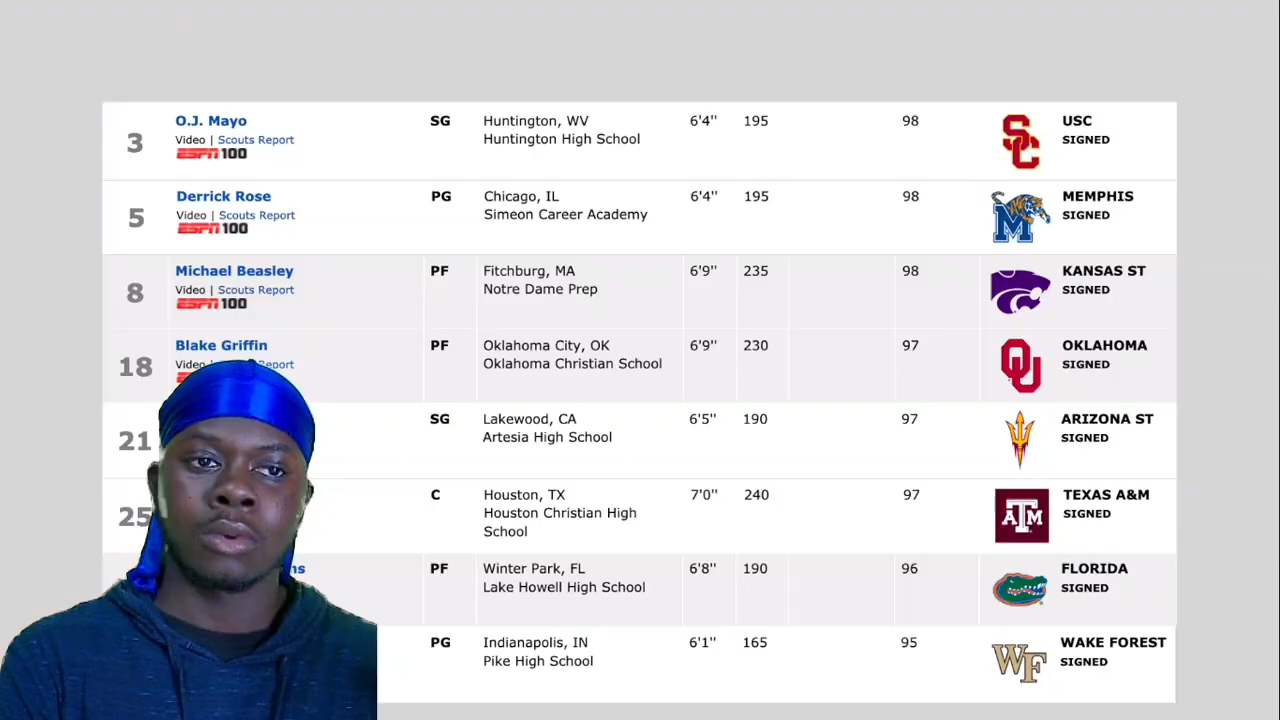 3
O.J. Mayo
Video | Scouts Report
ESPN 100
SG
Huntington, WV
Huntington High School
6'4" 195 98
SC
USC
SIGNED
5
Derrick Rose
Video | Scouts Report
ESPN 100
PG
Chicago, IL
Simeon Career Academy
6'4" 195 98
M
MEMPHIS
SIGNED
8
Michael Beasley
Video | Scouts Report
ESPN 100
PF
Fitchburg, MA
Notre Dame Prep
6'9" 235 98
KANSAS ST
SIGNED
18
Blake Griffin
PF
Oklahoma City, OK
Oklahoma Christian School
6'9" 230 97
OU
OKLAHOMA
SIGNED
21
SG
Lakewood, CA
Artesia High School
6'5" 190 97
ARIZONA ST
SIGNED
25
C
Houston, TX
Houston Christian High
School
7'0" 240 97
ATM
TEXAS A&M
SIGNED
PF
Winter Park, FL
Lake Howell High School
6'8" 190 96
FLORIDA
SIGNED
PG
Indianapolis, IN
Pike High School
6'1" 165 95
WF
WAKE FOREST
SIGNED